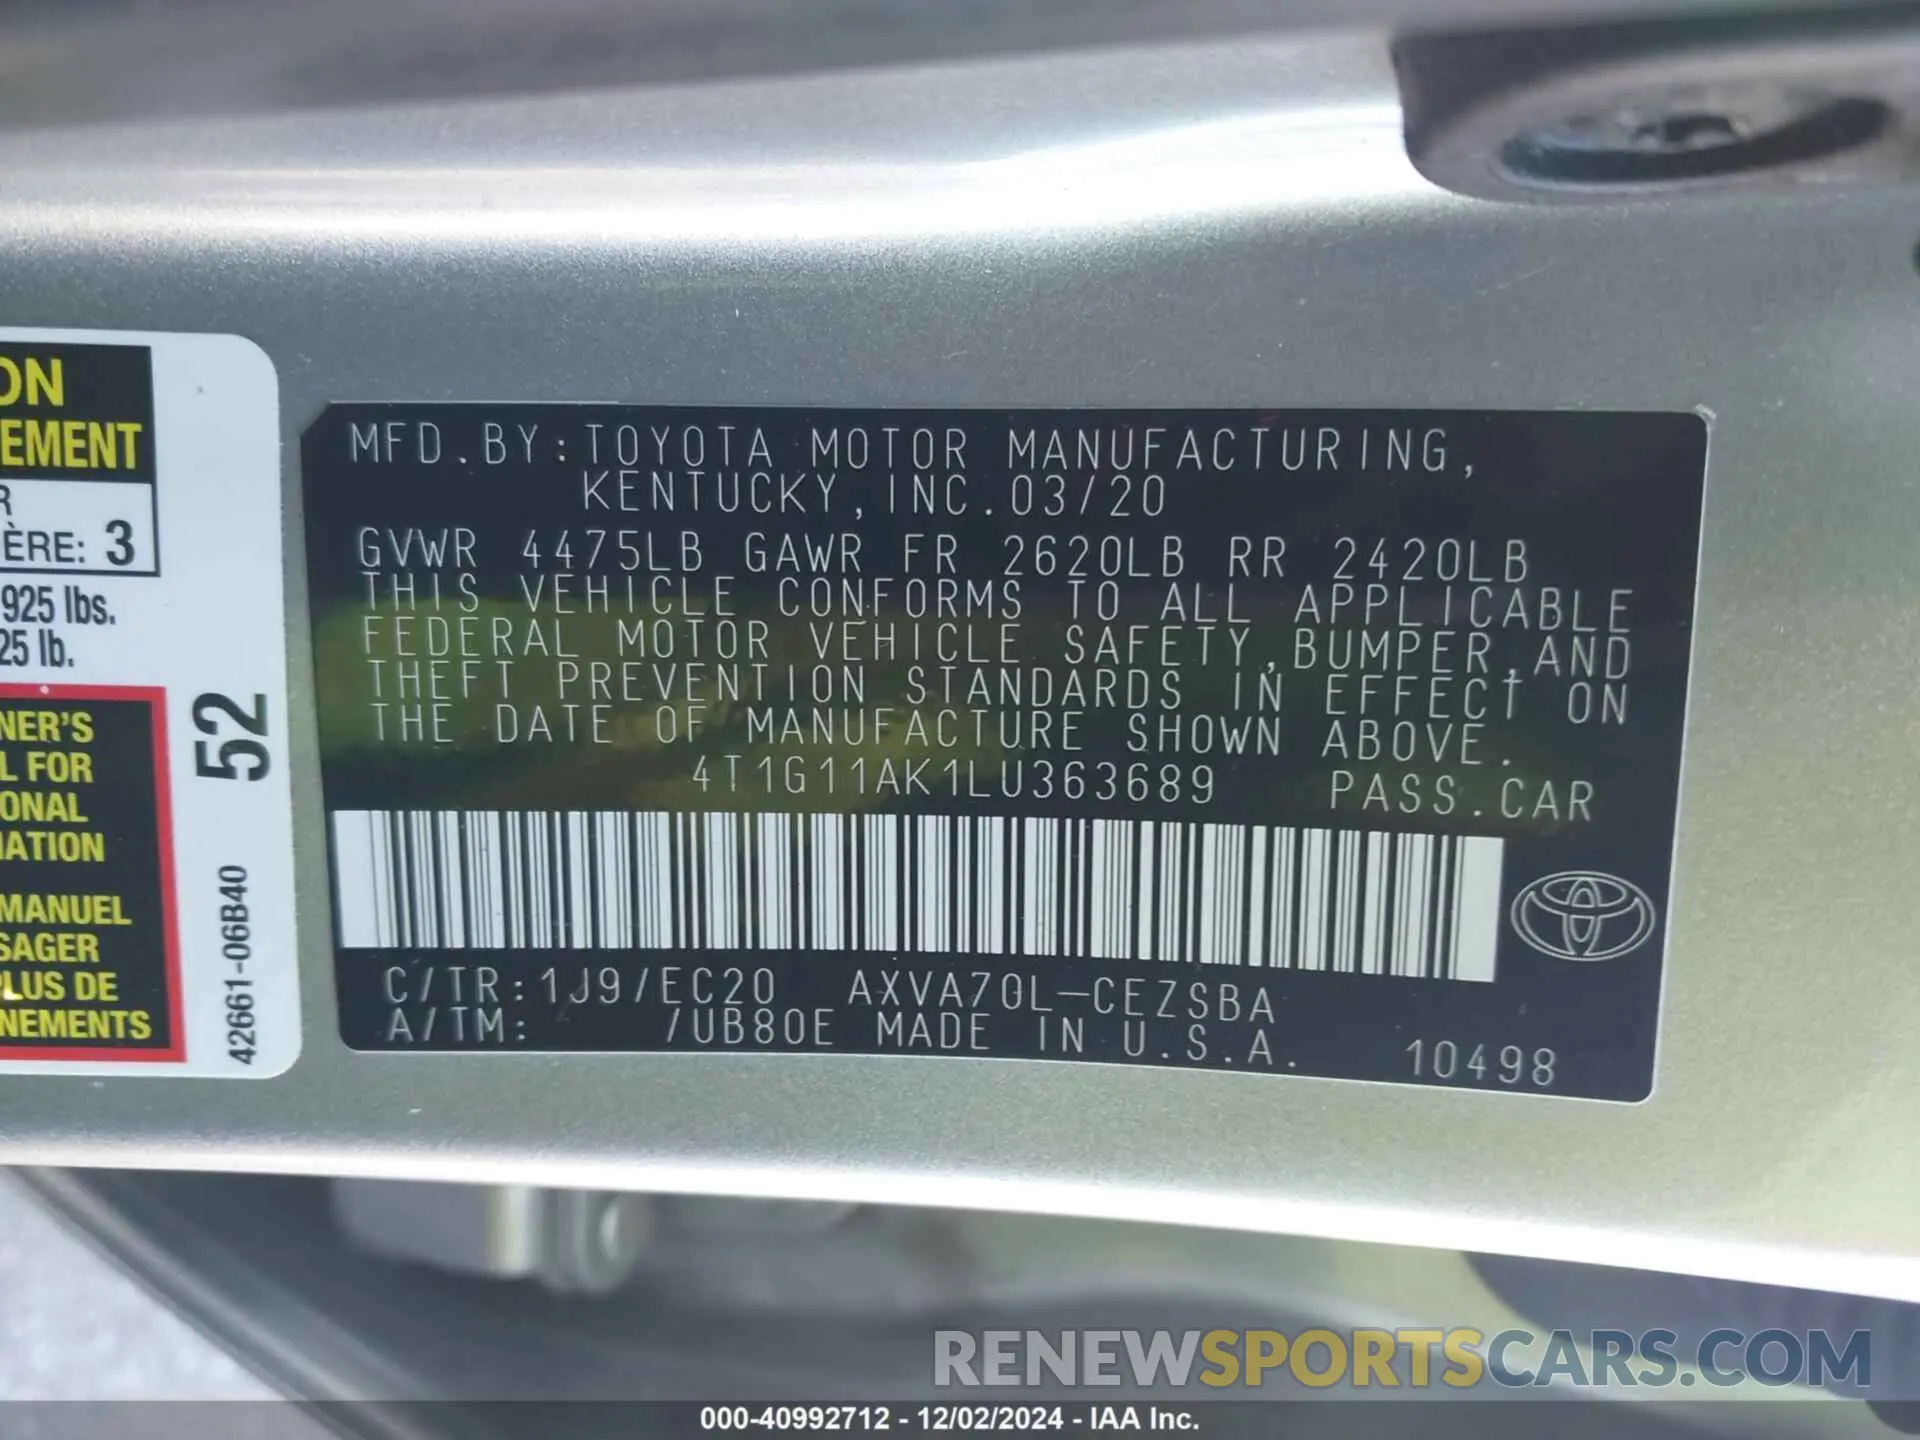 ON
EMENT
R
ÈRE: 3
925 lbs.
25 lb.
NER'S
L FOR
ONAL
MATION
MANUEL
SAGER
PLUS DE
NEMENTS
52
42661-06B40
MFD.BY:TOYOTA MOTOR MANUFACTURING,
KENTUCKY,INC.03/20
GVWR 4475LB GAWR FR 2620LB RR 2420LB
THIS VEHICLE CONFORMS TO ALL APPLICABLE
FEDERAL MOTOR VEHICLE SAFETY,BUMPER,AND
THEFT PREVENTION STANDARDS IN EFFECT ON
THE DATE OF MANUFACTURE SHOWN ABOVE.
4T1G11AK1LU363689 PASS.CAR
C/TR:1J9/EC20 AXVA70L-CEZSBA
A/TM: /UB80E MADE IN U.S.A. 10498
RENEWSPORTSCARS.COM
000-40992712 - 12/02/2024 - IAA Inc.